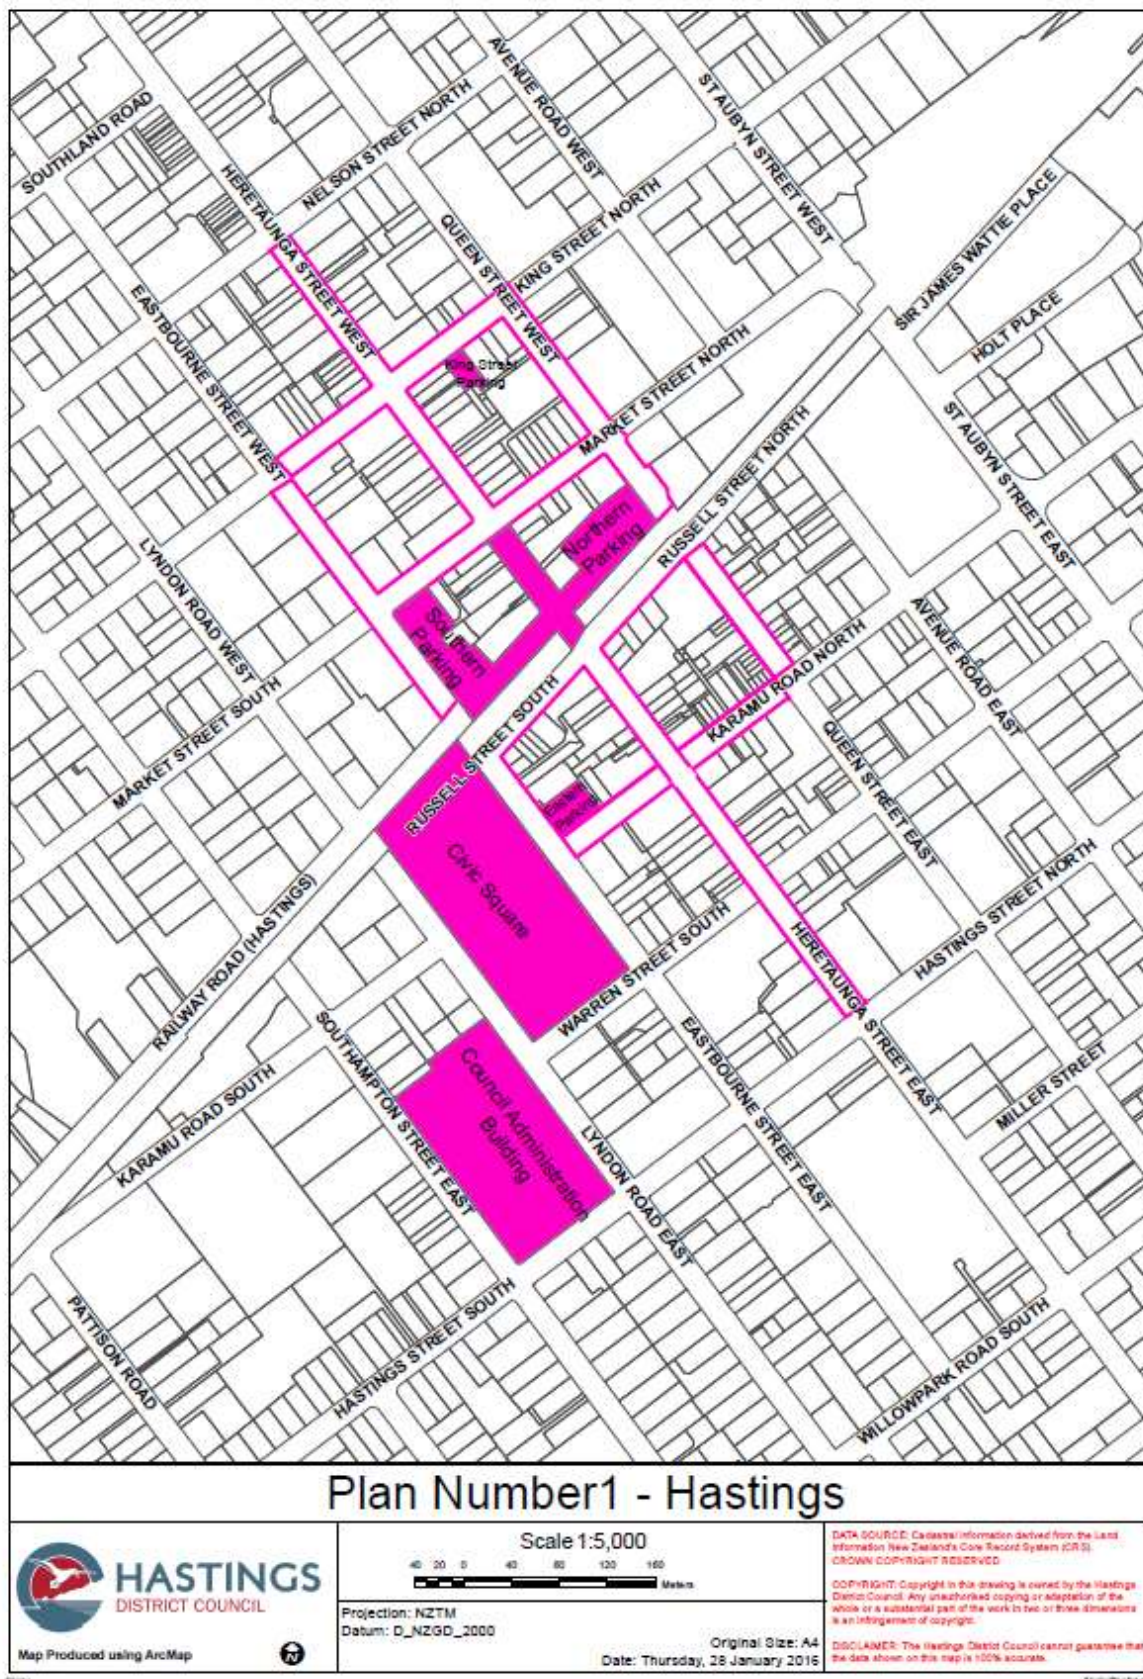 AVENUE ROAD WEST
ST AUBYN STREET WEST
SOUTHLAND ROAD
NELSON STREET NORTH
HERETAUNGA STREET WEST
QUEEN STREET WEST
KING STREET NORTH
SIR JAMES WATTIE PLACE
HOLT PLACE
EASTBOURNE STREET WEST
King Street
Parking
MARKET STREET NORTH
RUSSELL STREET NORTH
ST AUBYN STREET EAST
Northern
Parking
LYNDON ROAD WEST
Southern
Parking
AVENUE ROAD EAST
KARAMU ROAD NORTH
MARKET STREET SOUTH
RUSSELL STREET SOUTH
QUEEN STREET EAST
Eastern
Parking
Civic Square
HASTINGS STREET NORTH
RAILWAY ROAD (HASTINGS)
WARREN STREET SOUTH
HERETAUNGA STREET EAST
SOUTHAMPTON STREET EAST
EASTBOURNE STREET EAST
MILLER STREET
KARAMU ROAD SOUTH
Council Administration
Building
LYNDON ROAD EAST
PATTISON ROAD
HASTINGS STREET SOUTH
WILLOWPARK ROAD SOUTH
Plan Number1 - Hastings
HASTINGS
DISTRICT COUNCIL
Map Produced using ArcMap
N
Scale 1:5,000
40 20 0 40 80 120 160
Meters
Projection: NZTM
Datum: D_NZGD_2000
Original Size: A4
Date: Thursday, 28 January 2016
DATA SOURCE: Cadastral information derived from the Land
Information New Zealand's Core Record System (CRS).
CROWN COPYRIGHT RESERVED
COPYRIGHT: Copyright in this drawing is owned by the Hastings
District Council. Any unauthorised copying or adaptation of the
whole or a substantial part of the work in two or three dimensions
is an infringement of copyright.
DISCLAIMER: The Hastings District Council cannot guarantee that
the data shown on this map is 100% accurate.